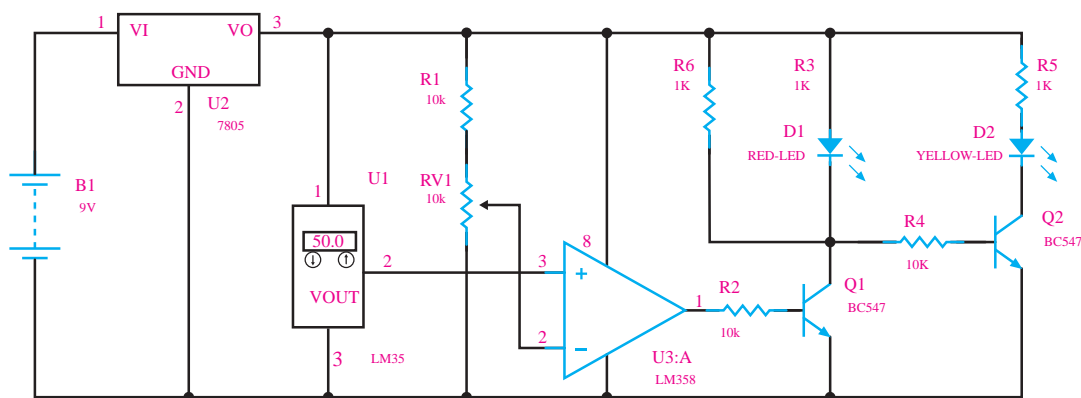 1
VI
VO
3
GND
2
U2
7805
B1
9V
R1
10k
RV1
10k
U1
1
50.0
VOUT
2
3
LM35
3
2
8
+
−
1
U3:A
LM358
R2
10k
R6
1K
R3
1K
D1
RED-LED
Q1
BC547
R4
10K
R5
1K
D2
YELLOW-LED
Q2
BC547